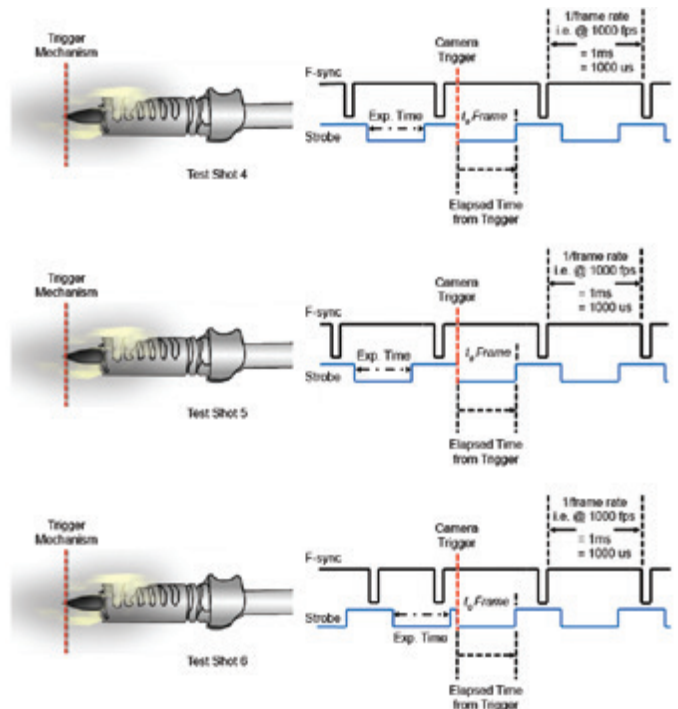 Trigger
Mechanism
Test Shot 4
Camera
Trigger
1/frame rate
i.e. @ 1000 fps
= 1ms
= 1000 us
F-sync
Exp. Time
t₀ Frame
Strobe
Elapsed Time
from Trigger
Trigger
Mechanism
Test Shot 5
Camera
Trigger
1/frame rate
i.e. @ 1000 fps
= 1ms
= 1000 us
F-sync
Exp. Time
t₀ Frame
Strobe
Elapsed Time
from Trigger
Trigger
Mechanism
Test Shot 6
Camera
Trigger
1/frame rate
i.e. @ 1000 fps
= 1ms
= 1000 us
F-sync
t₀ Frame
Strobe
Exp. Time
Elapsed Time
from Trigger